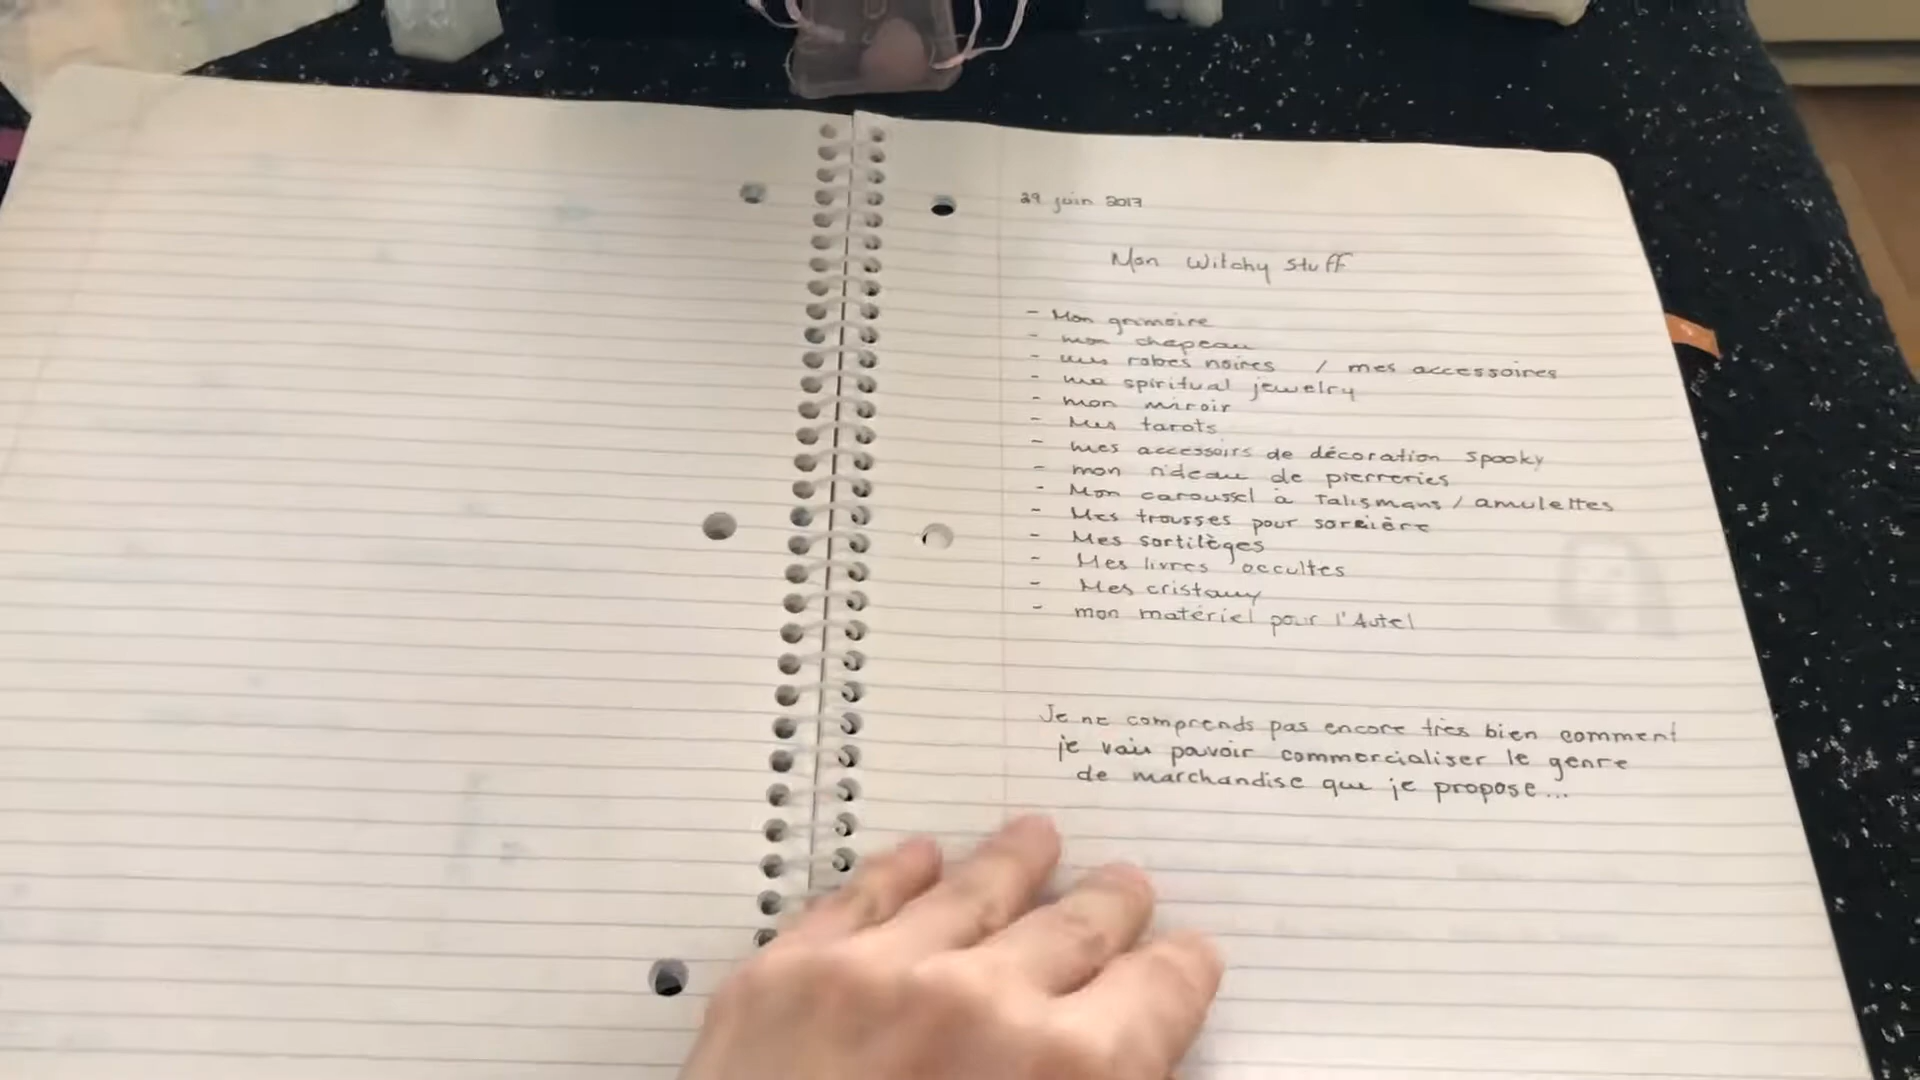 29 juin 2017
Mon Witchy Stuff
- Mon grimoire
- mon chapeau
- mes robes noires / mes accessoires
- ma spiritual jewelry
- mon miroir
- Mes tarots
- mes accessoirs de décoration spooky
- mon rideau de pierreries
- Mon caroussel à Talismans / amulettes
- Mes trousses pour sorcière
- Mes sortilèges
- Mes livres occultes
- Mes cristaux
- mon matériel pour l'Autel
Je ne comprends pas encore très bien comment
je vais pouvoir commercialiser le genre
de marchandise que je propose...